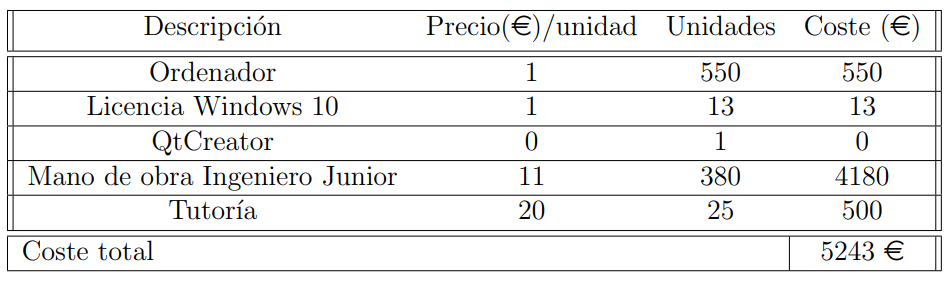 Descripción Precio(€)/unidad Unidades Coste (€)
Ordenador 1 550 550
Licencia Windows 10 1 13 13
QtCreator 0 1 0
Mano de obra Ingeniero Junior 11 380 4180
Tutoría 20 25 500
Coste total 5243 €